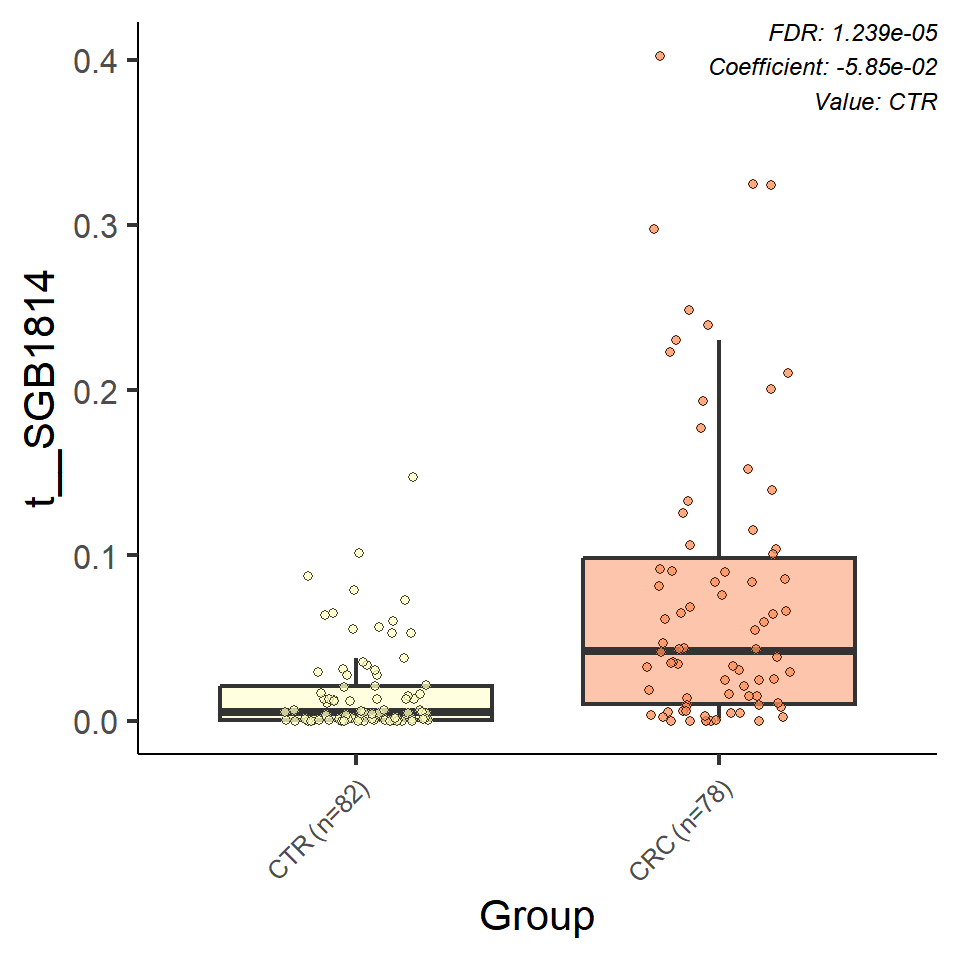 FDR: 1.239e-05
Coefficient: -5.85e-02
Value: CTR
0.4
0.3
0.2
0.1
0.0
t__SGB1814
CTR (n=82)
CRC (n=78)
Group